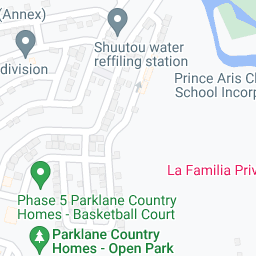 (Annex)
division
Shuutou water
reffiling station
Prince Aris Ch
School Incorp
La Familia Priv
Phase 5 Parklane Country
Homes - Basketball Court
Parklane Country
Homes - Open Park